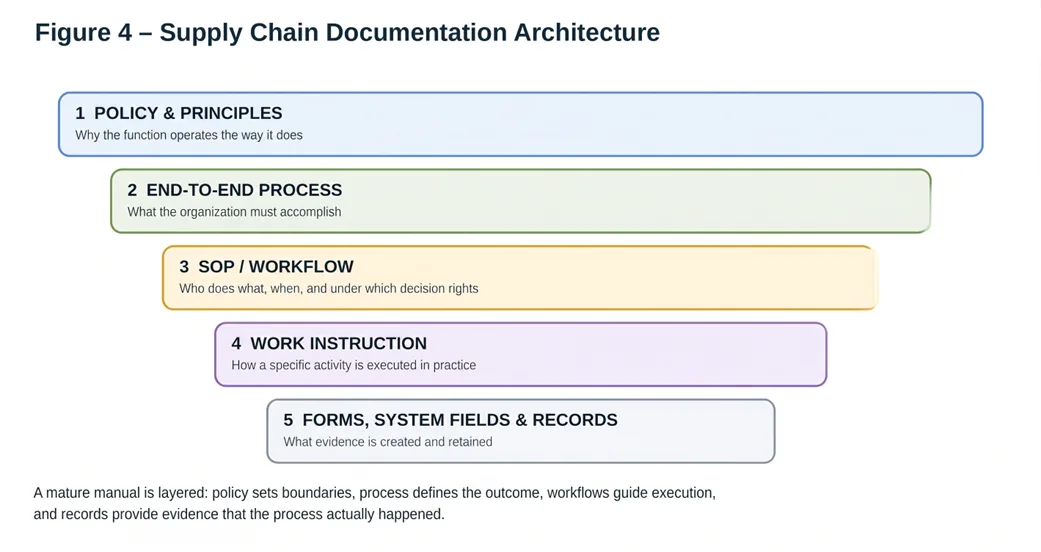 Figure 4 – Supply Chain Documentation Architecture
1 POLICY & PRINCIPLES
Why the function operates the way it does
2 END-TO-END PROCESS
What the organization must accomplish
3 SOP / WORKFLOW
Who does what, when, and under which decision rights
4 WORK INSTRUCTION
How a specific activity is executed in practice
5 FORMS, SYSTEM FIELDS & RECORDS
What evidence is created and retained
A mature manual is layered: policy sets boundaries, process defines the outcome, workflows guide execution,
and records provide evidence that the process actually happened.